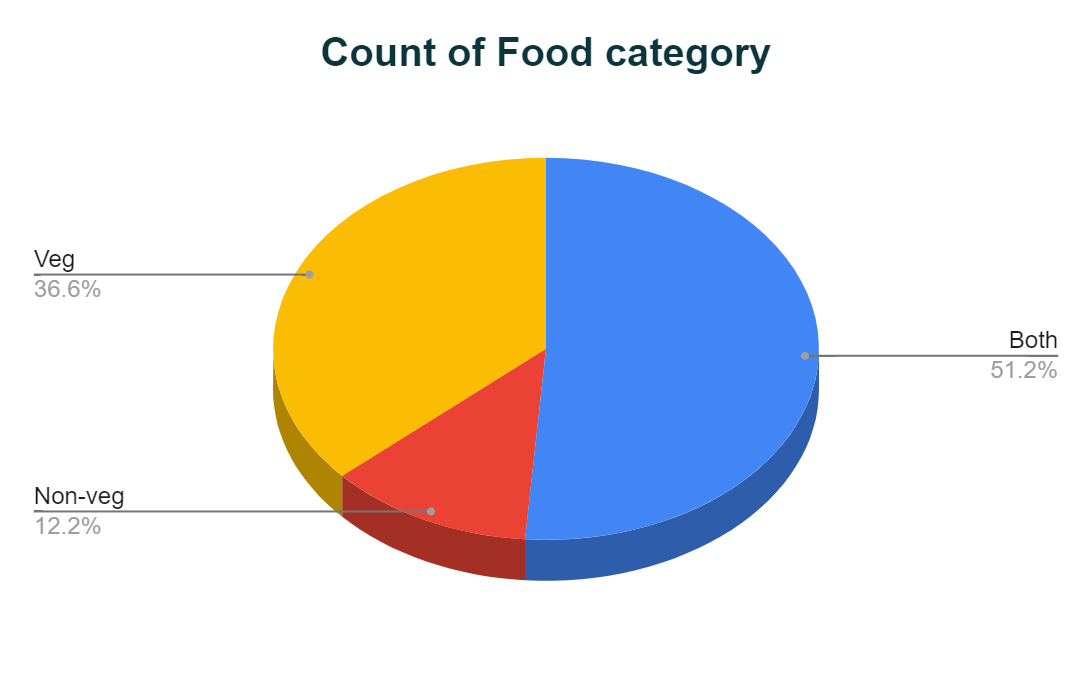 Count of Food category
Veg
36.6%
Both
51.2%
Non-veg
12.2%